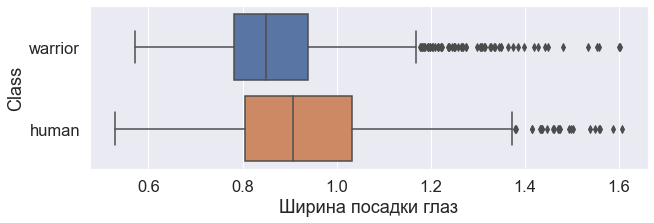 Class
warrior
human
0.6 0.8 1.0 1.2 1.4 1.6
Ширина посадки глаз